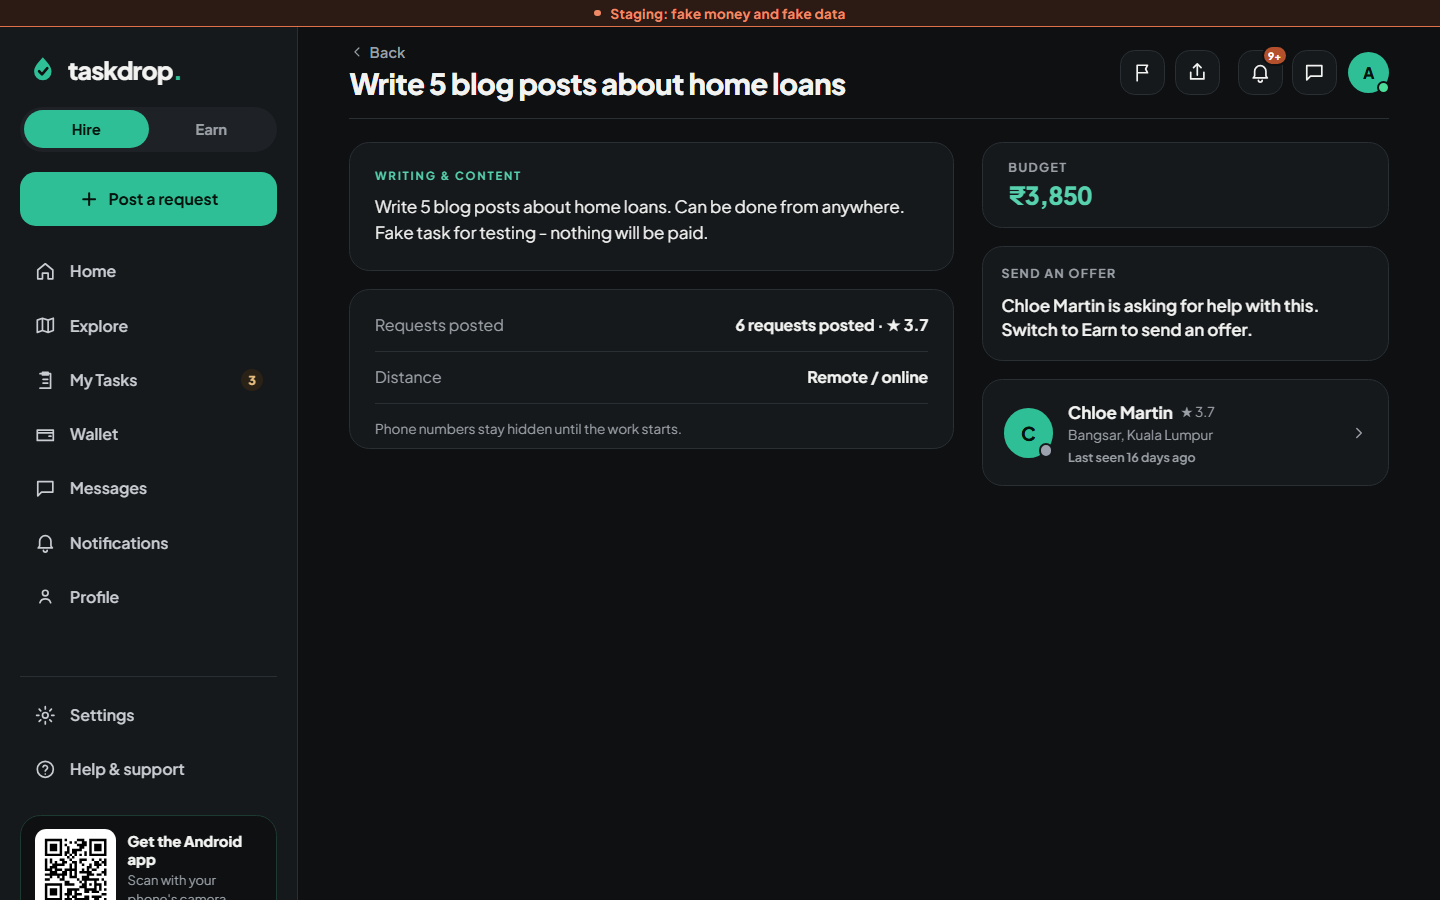 Staging: fake money and fake data
taskdrop.
Hire
Earn
Post a request
Home
Explore
My Tasks
3
Wallet
Messages
Notifications
Profile
Settings
Help & support
Get the Android
app
Scan with your
phone's camera
Back
Write 5 blog posts about home loans
9+
A
WRITING & CONTENT
Write 5 blog posts about home loans. Can be done from anywhere.
Fake task for testing - nothing will be paid.
Requests posted
6 requests posted · ★ 3.7
Distance
Remote / online
Phone numbers stay hidden until the work starts.
BUDGET
₹3,850
SEND AN OFFER
Chloe Martin is asking for help with this.
Switch to Earn to send an offer.
C
Chloe Martin ★ 3.7
Bangsar, Kuala Lumpur
Last seen 16 days ago